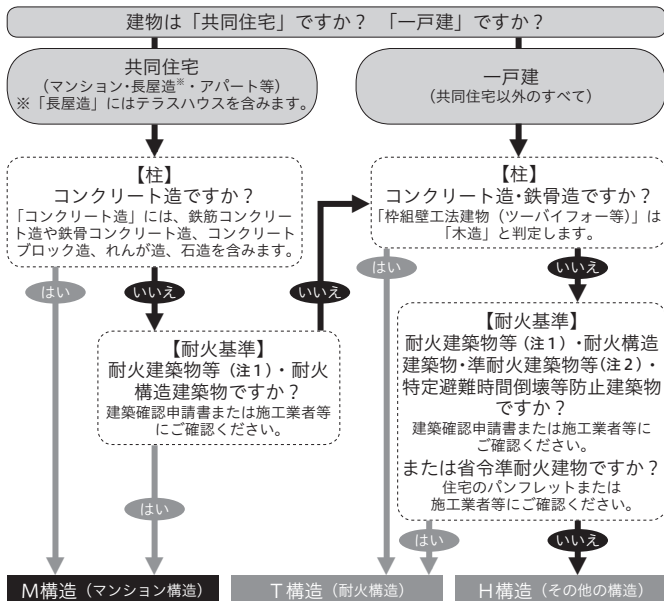 建物は「共同住宅」ですか？ 「一戸建」ですか？
共同住宅
（マンション・長屋造※・アパート等）
※「長屋造」にはテラスハウスを含みます。
一戸建
（共同住宅以外のすべて）
【柱】
コンクリート造ですか？
「コンクリート造」には、鉄筋コンクリー
ト造や鉄骨コンクリート造、コンクリート
ブロック造、れんが造、石造を含みます。
【柱】
コンクリート造・鉄骨造ですか？
「枠組壁工法建物（ツーバイフォー等）」は
「木造」と判定します。
はい
いいえ
いいえ
はい
いいえ
【耐火基準】
耐火建築物等（注1）・耐火
構造建築物ですか？
建築確認申請書または施工業者等
にご確認ください。
【耐火基準】
耐火建築物等（注1）・耐火構造
建築物・準耐火建築物等（注2）・
特定避難時間倒壊等防止建築物
ですか？
建築確認申請書または施工業者等に
ご確認ください。
または省令準耐火建物ですか？
住宅のパンフレットまたは
施工業者等にご確認ください。
はい
はい
いいえ
M構造（マンション構造）
T構造（耐火構造）
H構造（その他の構造）